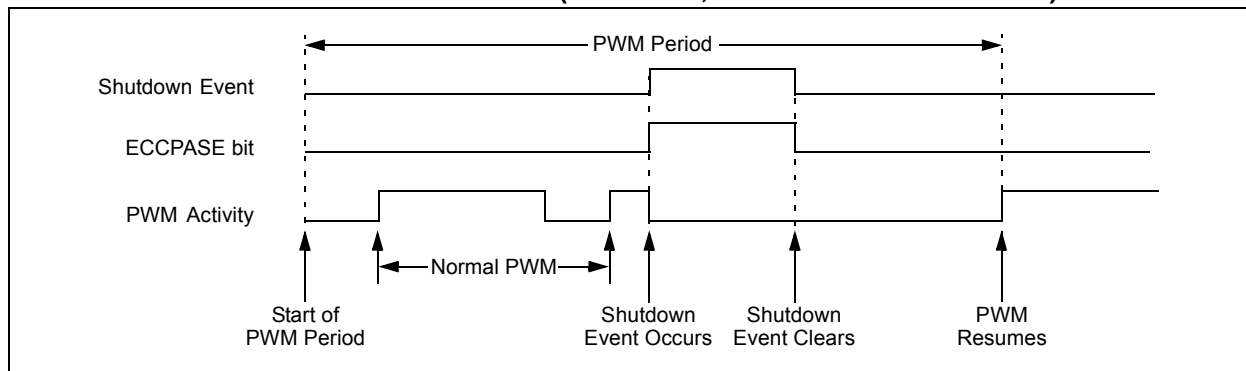 PWM Period
Shutdown Event
ECCPASE bit
PWM Activity
Normal PWM
Start of
PWM Period
Shutdown
Event Occurs
Shutdown
Event Clears
PWM
Resumes